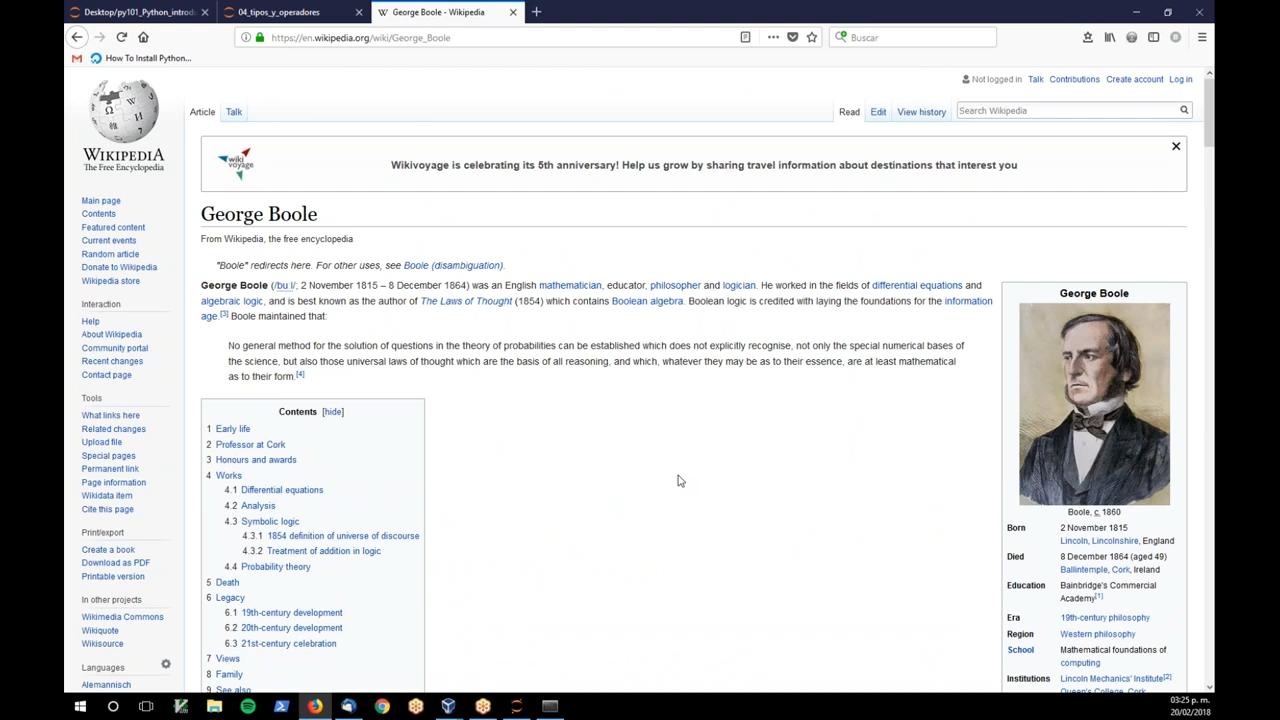 Desktop/py101_Python_introd
04_tipos_y_operadores
George Boole - Wikipedia
https://en.wikipedia.org/wiki/George_Boole
Buscar
How To Install Python...
Not logged in Talk Contributions Create account Log in
Article Talk
Read Edit View history
Search Wikipedia
WIKIPEDIA
The Free Encyclopedia
wiki
voyage
Wikivoyage is celebrating its 5th anniversary! Help us grow by sharing travel information about destinations that interest you
Main page
Contents
Featured content
Current events
Random article
Donate to Wikipedia
Wikipedia store
Interaction
Help
About Wikipedia
Community portal
Recent changes
Contact page
Tools
What links here
Related changes
Upload file
Special pages
Permanent link
Page information
Wikidata item
Cite this page
Print/export
Create a book
Download as PDF
Printable version
In other projects
Wikimedia Commons
Wikiquote
Wikisource
Languages
Alemannisch
George Boole
From Wikipedia, the free encyclopedia
"Boole" redirects here. For other uses, see Boole (disambiguation).
George Boole (/buːl/; 2 November 1815 – 8 December 1864) was an English mathematician, educator, philosopher and logician. He worked in the fields of differential equations and
algebraic logic, and is best known as the author of The Laws of Thought (1854) which contains Boolean algebra. Boolean logic is credited with laying the foundations for the information
age.[3] Boole maintained that:
No general method for the solution of questions in the theory of probabilities can be established which does not explicitly recognise, not only the special numerical bases of
the science, but also those universal laws of thought which are the basis of all reasoning, and which, whatever they may be as to their essence, are at least mathematical
as to their form.[4]
Contents [hide]
1 Early life
2 Professor at Cork
3 Honours and awards
4 Works
4.1 Differential equations
4.2 Analysis
4.3 Symbolic logic
4.3.1 1854 definition of universe of discourse
4.3.2 Treatment of addition in logic
4.4 Probability theory
5 Death
6 Legacy
6.1 19th-century development
6.2 20th-century development
6.3 21st-century celebration
7 Views
8 Family
9 See also
George Boole
Boole, c. 1860
Born 2 November 1815
Lincoln, Lincolnshire, England
Died 8 December 1864 (aged 49)
Ballintemple, Cork, Ireland
Education Bainbridge's Commercial
Academy[1]
Era 19th-century philosophy
Region Western philosophy
School Mathematical foundations of
computing
Institutions Lincoln Mechanics' Institute[2]
Queen's College, Cork
03:25 p. m.
20/02/2018